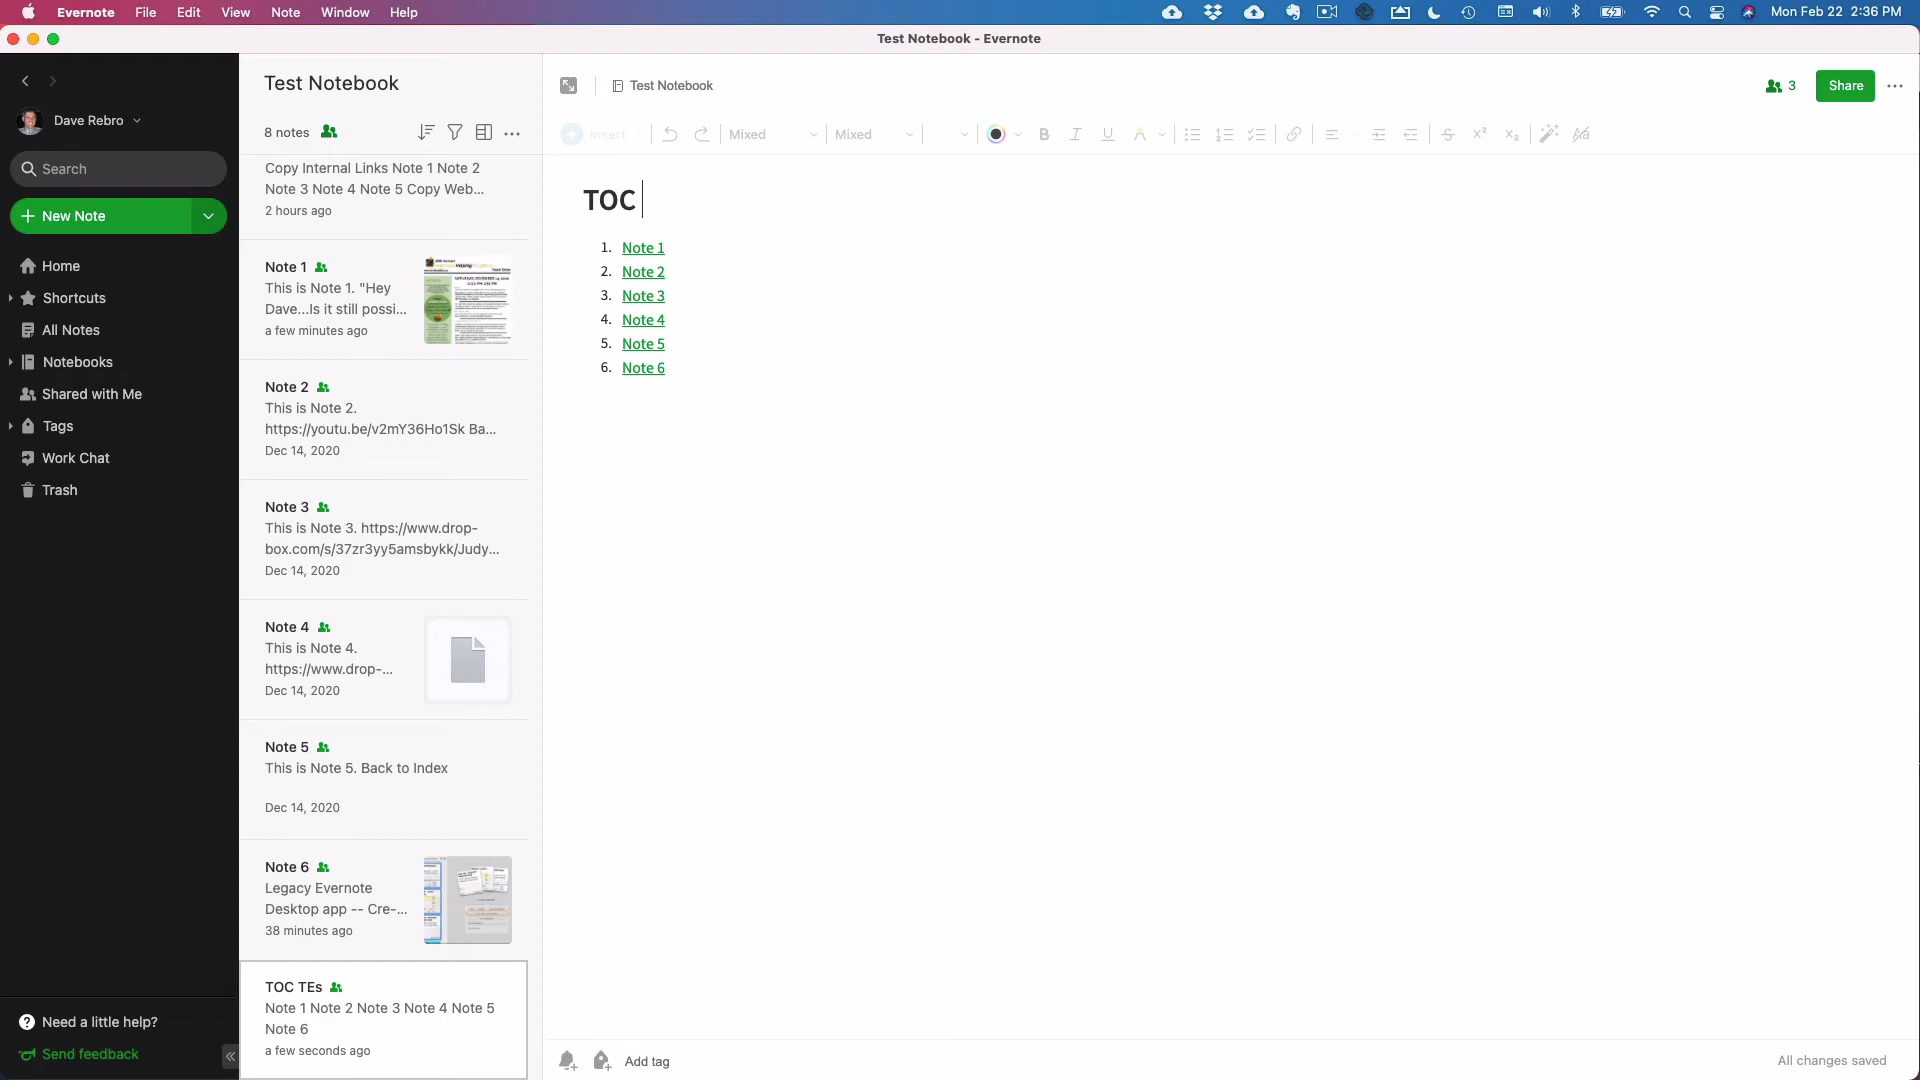 Evernote File Edit View Note Window Help
Mon Feb 22 2:36 PM
Test Notebook - Evernote
Dave Rebro
Search
New Note
Home
Shortcuts
All Notes
Notebooks
Shared with Me
Tags
Work Chat
Trash
Need a little help?
Send feedback
Test Notebook
8 notes
Copy Internal Links Note 1 Note 2
Note 3 Note 4 Note 5 Copy Web...
2 hours ago
Note 1
This is Note 1. "Hey
Dave...Is it still possi...
a few minutes ago
Note 2
This is Note 2.
https://youtu.be/v2mY36Ho1Sk Ba...
Dec 14, 2020
Note 3
This is Note 3. https://www.drop-
box.com/s/37zr3yy5amsbykk/Judy...
Dec 14, 2020
Note 4
This is Note 4.
https://www.drop-...
Dec 14, 2020
Note 5
This is Note 5. Back to Index
Dec 14, 2020
Note 6
Legacy Evernote
Desktop app -- Cre-...
38 minutes ago
TOC TEs
Note 1 Note 2 Note 3 Note 4 Note 5
Note 6
a few seconds ago
Test Notebook
3
Share
Insert
Mixed
Mixed
TOC
1. Note 1
2. Note 2
3. Note 3
4. Note 4
5. Note 5
6. Note 6
Add tag
All changes saved